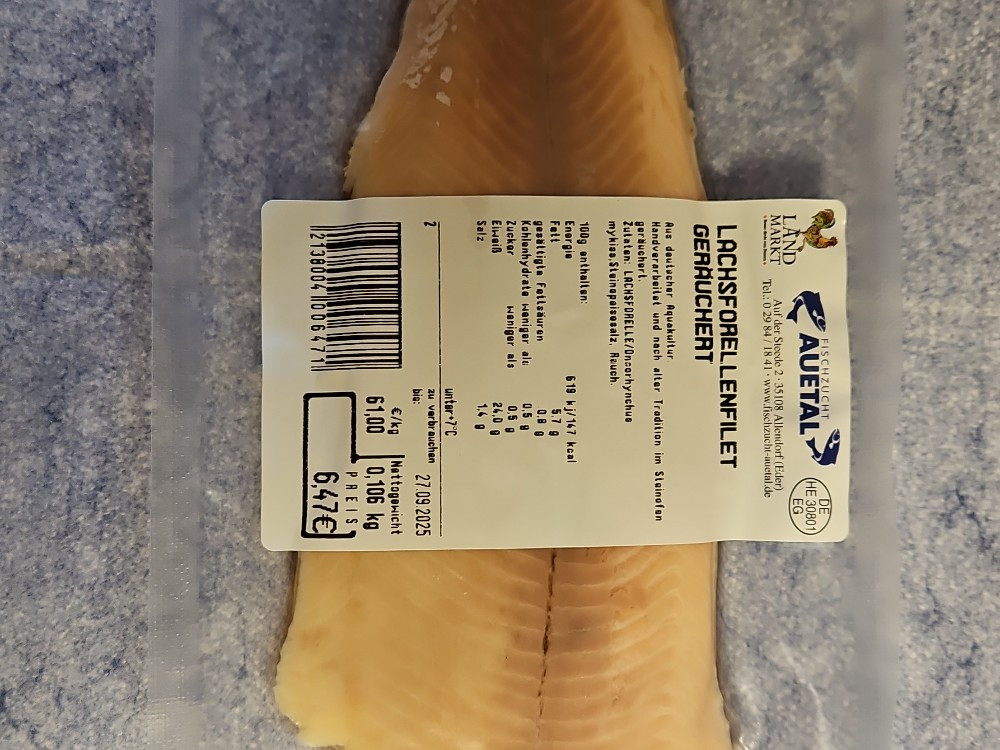 LAND
MARKT
FISCHZUCHT
AUETAL
Auf der Steede 2 · 35108 Allendorf (Eder)
Tel.: 0 29 84 / 18 41 · www.fischzucht-auetal.de
DE
HE 30801
EG
LACHSFORELLENFILET
GERÄUCHERT
Aus deutscher Aquakultur
Handverarbeitet und nach alter Tradition im Steinofen
geräuchert.
Zutaten: LACHSFORELLE/Oncorhynchus
mykiss,Steinspeisesalz, Rauch.
100g enthalten:
Energie 619 kj/147 kcal
Fett 5.7 g
gesättigte Fettsäuren 0.8 g
Kohlenhydrate weniger als 0.5 g
Zucker weniger als 0.5 g
Eiweiß 24,0 g
Salz 1.4 g
unter+7°C
2
zu verbrauchen
bis: 27.09.2025
€/kg Nettogewicht
61,00 0,106 kg
PREIS
6,47€
2138004006471